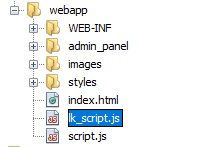 webapp
WEB-INF
admin_panel
images
styles
index.html
lk_script.js
script.js